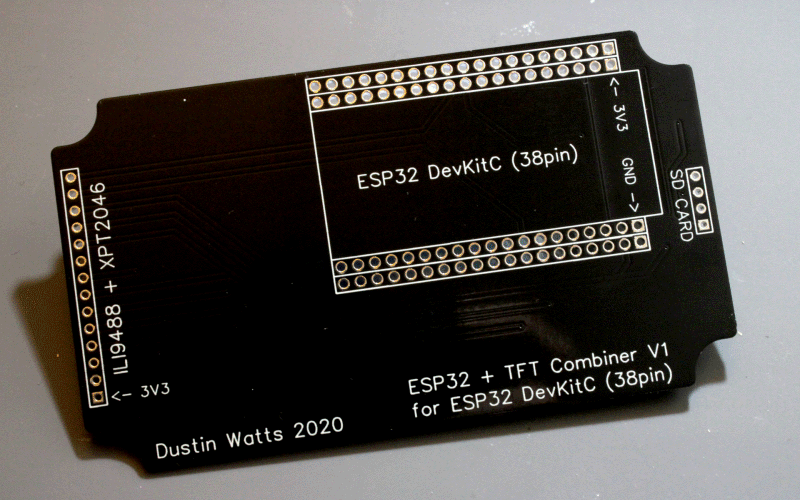 <- 3V3
ESP32 DevKitC (38pin)
GND ->
SD CARD
ILI9488 + XPT2046
<- 3V3
ESP32 + TFT Combiner V1
for ESP32 DevKitC (38pin)
Dustin Watts 2020